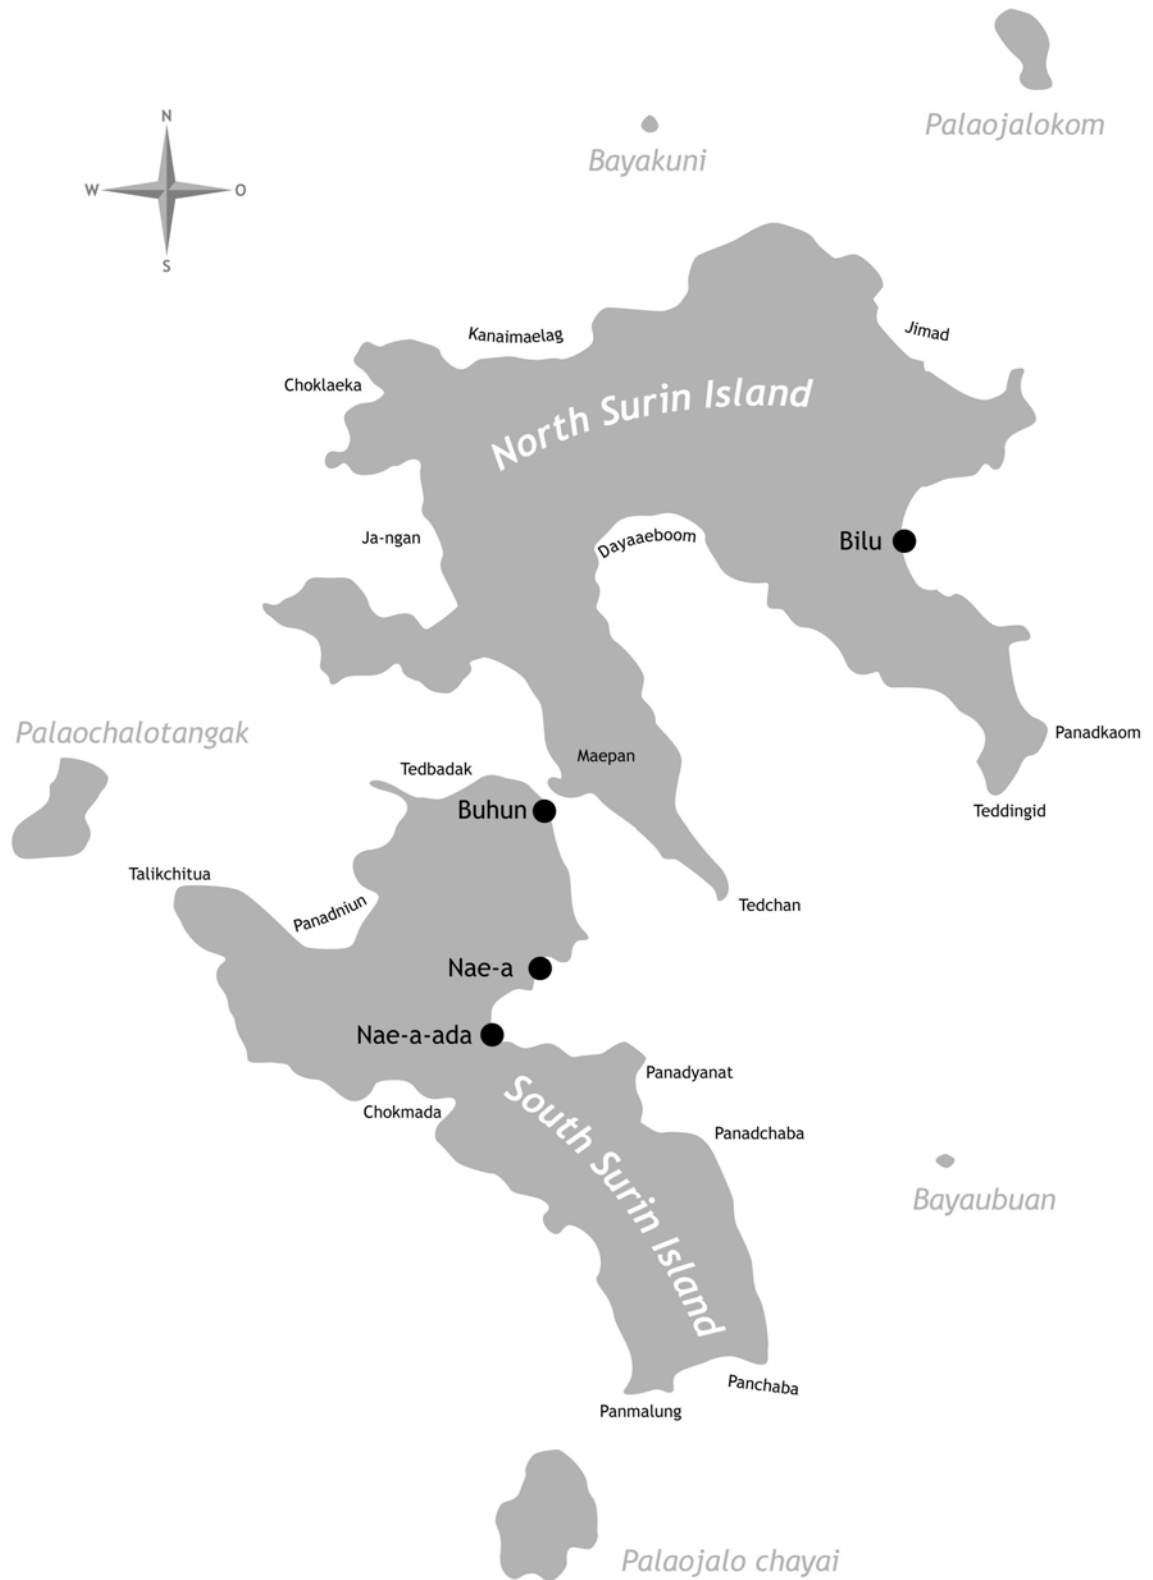 N
W
O
S
Palaojalokom
Bayakuni
Jimad
Kanaimaelag
Choklaeka
North Surin Island
Ja-ngan
Dayaaeboom
Bilu
Palaochalotangak
Panadkaom
Maepan
Tedbadak
Buhun
Teddingid
Talikchitua
Panadniun
Tedchan
Nae-a
Nae-a-ada
Panadyanat
Chokmada
Panadchaba
South Surin Island
Bayaubuan
Panchaba
Panmalung
Palaojalo chayai